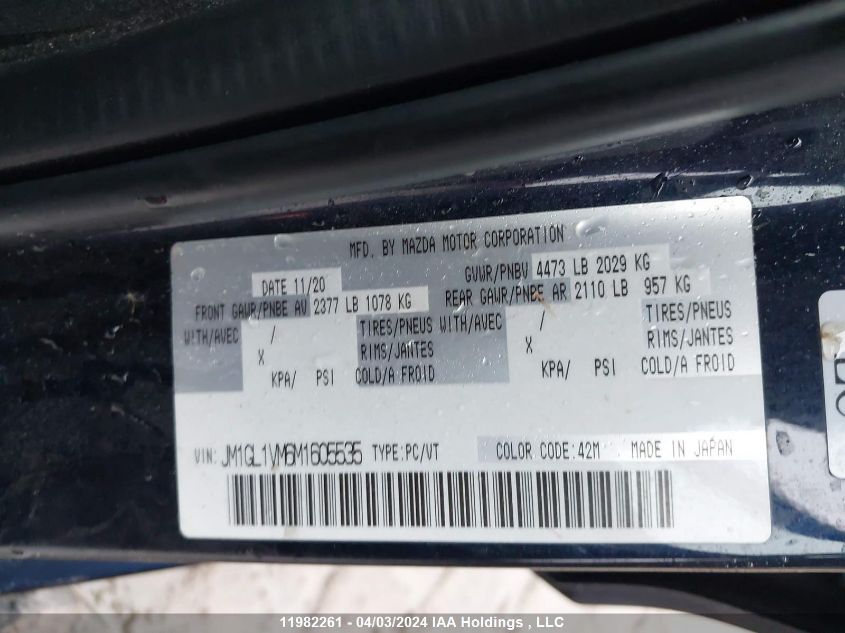 MFD. BY MAZDA MOTOR CORPORATION
DATE 11/20
GVWR/PNBV 4473 LB 2029 KG
FRONT GAWR/PNBE AV 2377 LB 1078 KG
REAR GAWR/PNBE AR 2110 LB 957 KG
WITH/AVEC / TIRES/PNEUS
X RIMS/JANTES
KPA/ PSI COLD/A FROID
WITH/AVEC / TIRES/PNEUS
X RIMS/JANTES
KPA/ PSI COLD/A FROID
VIN: JM1GL1VM6M1605535 TYPE:PC/VT COLOR CODE:42M MADE IN JAPAN
11982261 - 04/03/2024 IAA Holdings , LLC